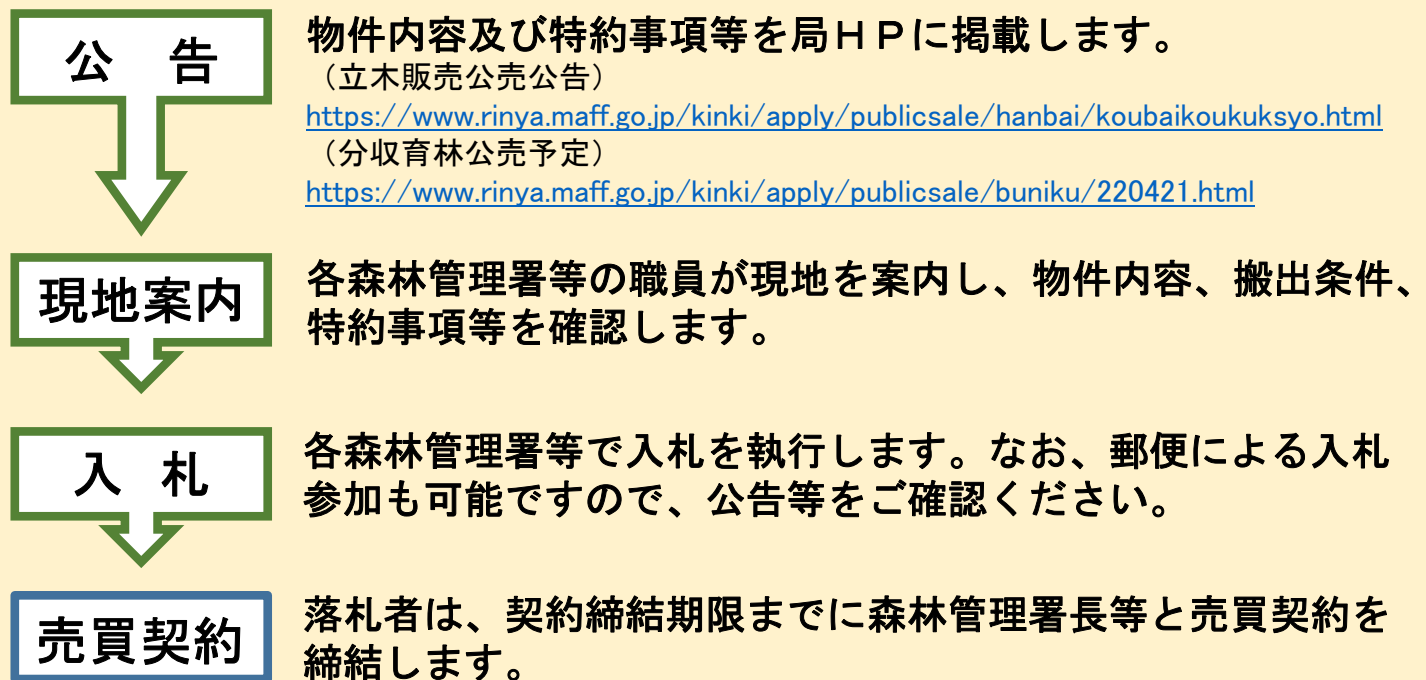 公　告
物件内容及び特約事項等を局ＨＰに掲載します。
（立木販売公売公告）
https://www.rinya.maff.go.jp/kinki/apply/publicsale/hanbai/koubaikoukuksyo.html
（分収育林公売予定）
https://www.rinya.maff.go.jp/kinki/apply/publicsale/buniku/220421.html
現地案内
各森林管理署等の職員が現地を案内し、物件内容、搬出条件、
特約事項等を確認します。
入　札
各森林管理署等で入札を執行します。なお、郵便による入札
参加も可能ですので、公告等をご確認ください。
売買契約
落札者は、契約締結期限までに森林管理署長等と売買契約を
締結します。